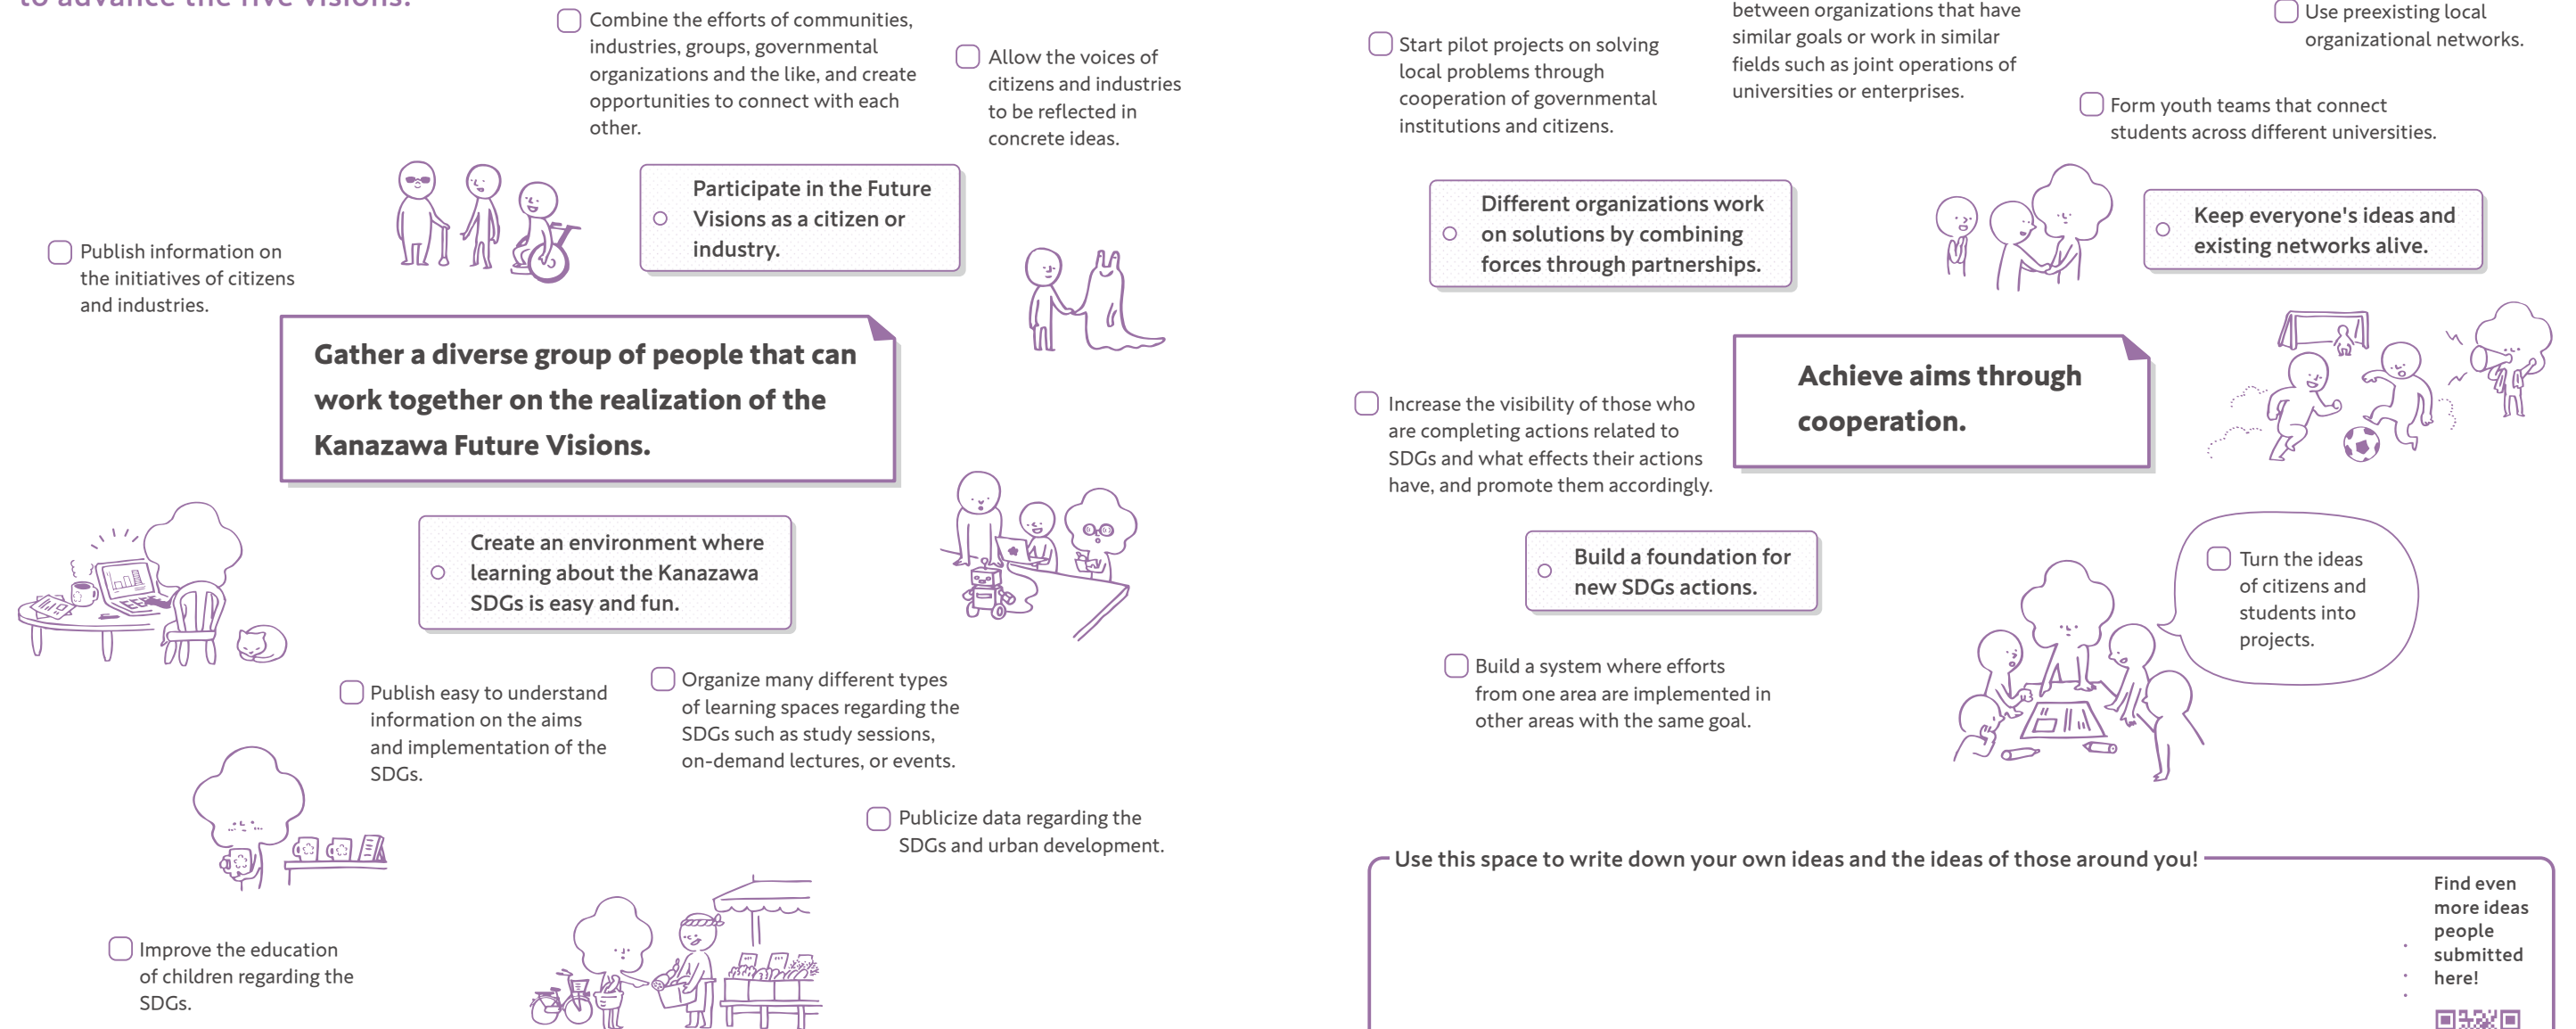 to advance the five visions.
Combine the efforts of communities,
industries, groups, governmental
organizations and the like, and create
opportunities to connect with each
other.
Allow the voices of
citizens and industries
to be reflected in
concrete ideas.
Participate in the Future
Visions as a citizen or
industry.
Publish information on
the initiatives of citizens
and industries.
Gather a diverse group of people that can
work together on the realization of the
Kanazawa Future Visions.
Create an environment where
learning about the Kanazawa
SDGs is easy and fun.
Publish easy to understand
information on the aims
and implementation of the
SDGs.
Organize many different types
of learning spaces regarding the
SDGs such as study sessions,
on-demand lectures, or events.
Publicize data regarding the
SDGs and urban development.
Improve the education
of children regarding the
SDGs.
Start pilot projects on solving
local problems through
cooperation of governmental
institutions and citizens.
between organizations that have
similar goals or work in similar
fields such as joint operations of
universities or enterprises.
Use preexisting local
organizational networks.
Form youth teams that connect
students across different universities.
Different organizations work
on solutions by combining
forces through partnerships.
Keep everyone's ideas and
existing networks alive.
Achieve aims through
cooperation.
Increase the visibility of those who
are completing actions related to
SDGs and what effects their actions
have, and promote them accordingly.
Build a foundation for
new SDGs actions.
Turn the ideas
of citizens and
students into
projects.
Build a system where efforts
from one area are implemented in
other areas with the same goal.
Use this space to write down your own ideas and the ideas of those around you!
Find even
more ideas
people
submitted
here!